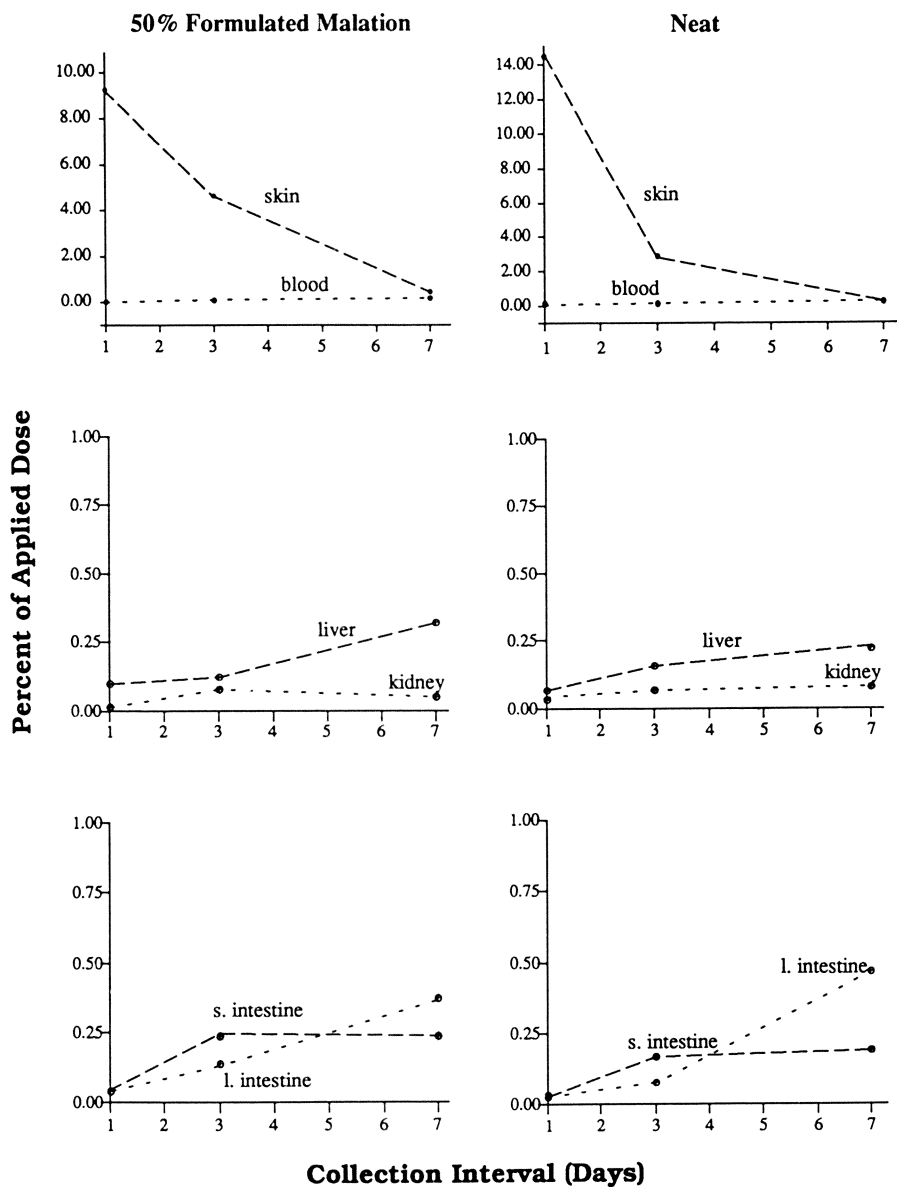 50% Formulated Malation
Neat
10.00
8.00
6.00
4.00
2.00
0.00
skin
blood
1 2 3 4 5 6 7
14.00
12.00
10.00
8.00
6.00
4.00
2.00
0.00
skin
blood
1 2 3 4 5 6 7
Percent of Applied Dose
1.00
0.75
0.50
0.25
0.00
liver
kidney
1 2 3 4 5 6 7
1.00
0.75
0.50
0.25
0.00
liver
kidney
1 2 3 4 5 6 7
1.00
0.75
0.50
0.25
0.00
s. intestine
l. intestine
1 2 3 4 5 6 7
1.00
0.75
0.50
0.25
0.00
l. intestine
s. intestine
1 2 3 4 5 6 7
Collection Interval (Days)